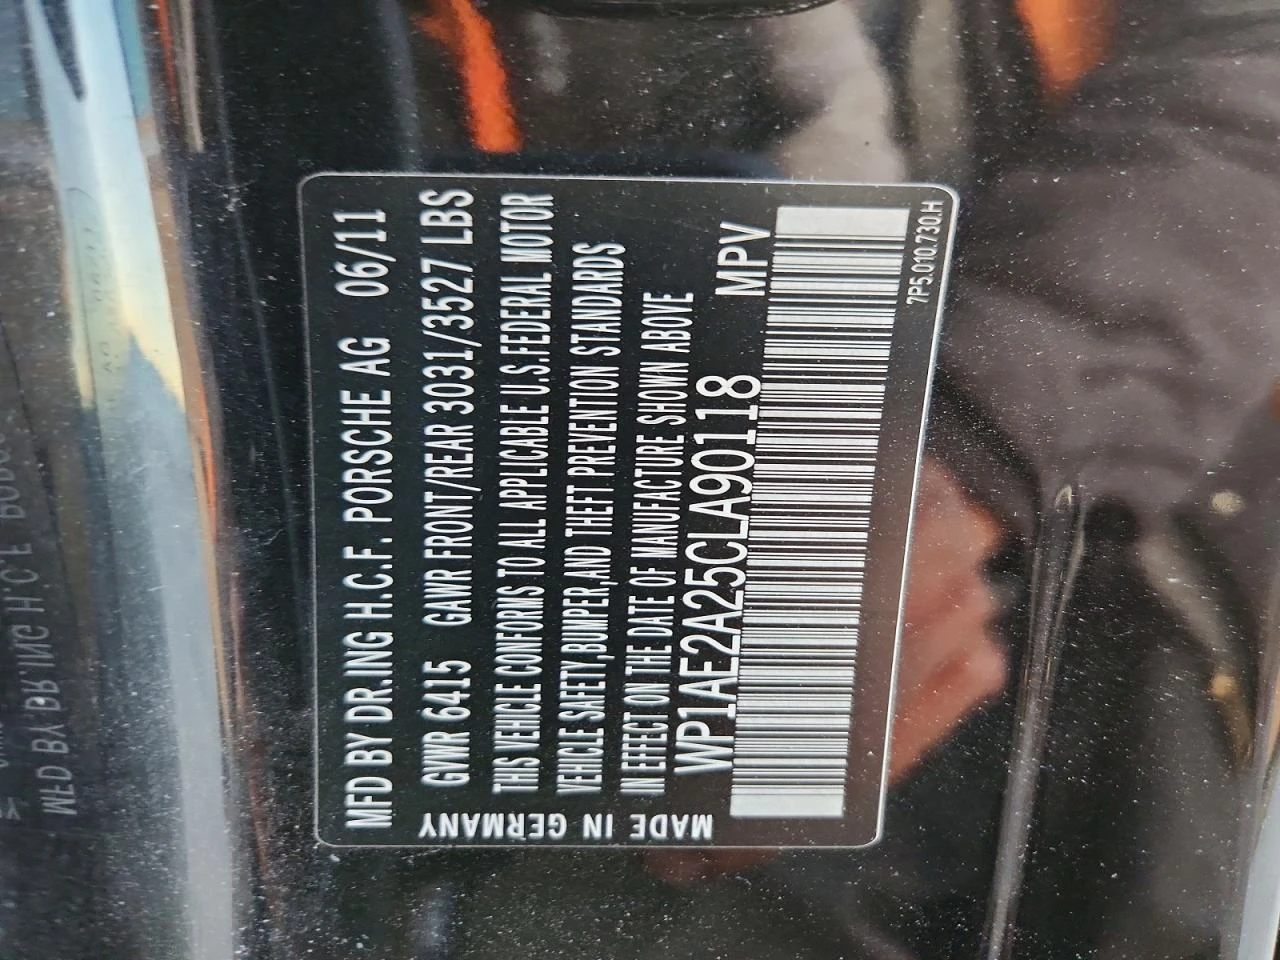 MFD BY DR.ING H.C.F. PORSCHE AG 06/11
GVWR 6415 GAWR FRONT/REAR 3031/3527 LBS
THIS VEHICLE CONFORMS TO ALL APPLICABLE U.S.FEDERAL MOTOR
VEHICLE SAFETY,BUMPER,AND THEFT PREVENTION STANDARDS
IN EFFECT ON THE DATE OF MANUFACTURE SHOWN ABOVE
WP1AE2A25CLA90118 MPV
7P5.010.730.H
MADE IN GERMANY